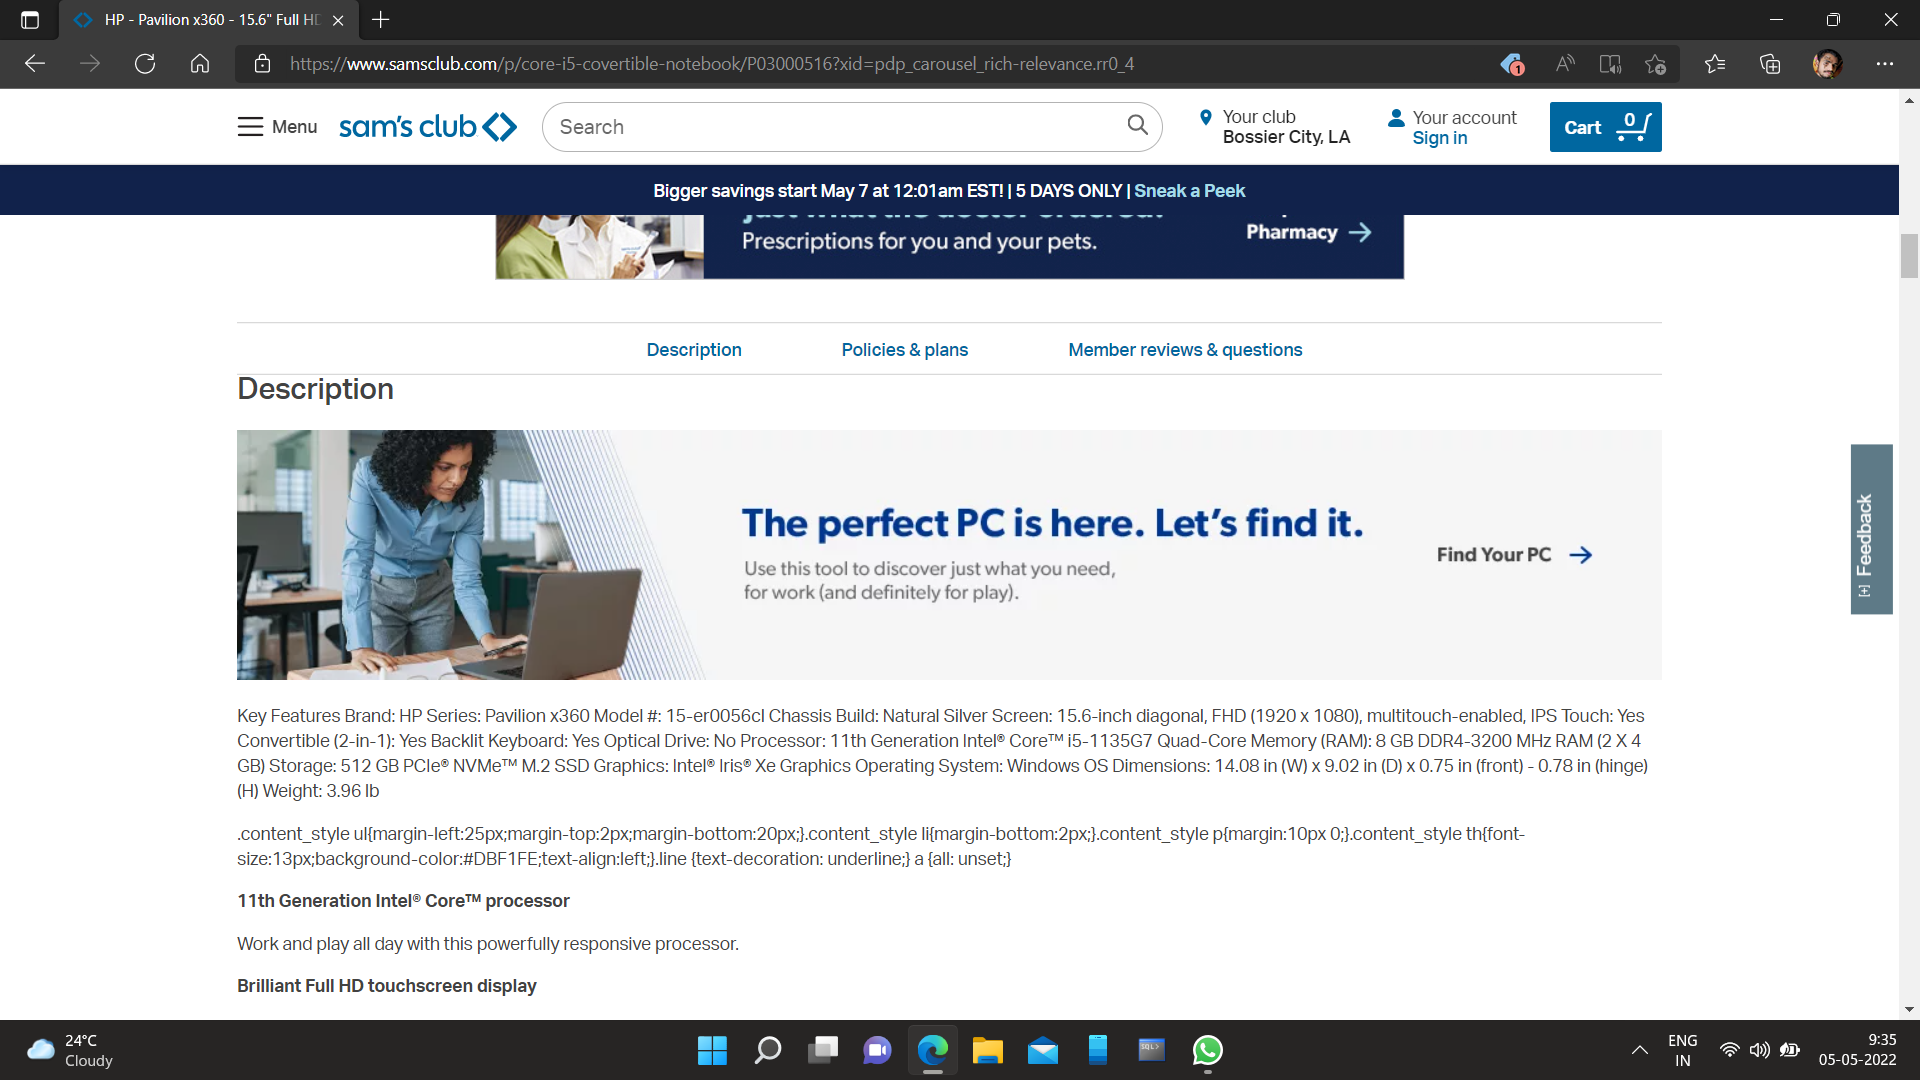 HP - Pavilion x360 - 15.6" Full HD
https://www.samsclub.com/p/core-i5-covertible-notebook/P03000516?xid=pdp_carousel_rich-relevance.rr0_4
1
Menu
sam's club
Search
Your club
Bossier City, LA
Your account
Sign in
Cart
0
Bigger savings start May 7 at 12:01am EST! | 5 DAYS ONLY | Sneak a Peek
Prescriptions for you and your pets.
Pharmacy
Description
Policies & plans
Member reviews & questions
Description
The perfect PC is here. Let's find it.
Use this tool to discover just what you need,
for work (and definitely for play).
Find Your PC
[+] Feedback
Key Features Brand: HP Series: Pavilion x360 Model #: 15-er0056cl Chassis Build: Natural Silver Screen: 15.6-inch diagonal, FHD (1920 x 1080), multitouch-enabled, IPS Touch: Yes
Convertible (2-in-1): Yes Backlit Keyboard: Yes Optical Drive: No Processor: 11th Generation Intel® Core™ i5-1135G7 Quad-Core Memory (RAM): 8 GB DDR4-3200 MHz RAM (2 X 4
GB) Storage: 512 GB PCIe® NVMe™ M.2 SSD Graphics: Intel® Iris® Xe Graphics Operating System: Windows OS Dimensions: 14.08 in (W) x 9.02 in (D) x 0.75 in (front) - 0.78 in (hinge)
(H) Weight: 3.96 lb
.content_style ul{margin-left:25px;margin-top:2px;margin-bottom:20px;}.content_style li{margin-bottom:2px;}.content_style p{margin:10px 0;}.content_style th{font-
size:13px;background-color:#DBF1FE;text-align:left;}.line {text-decoration: underline;} a {all: unset;}
11th Generation Intel® Core™ processor
Work and play all day with this powerfully responsive processor.
Brilliant Full HD touchscreen display
24°C
Cloudy
ENG
IN
9:35
05-05-2022